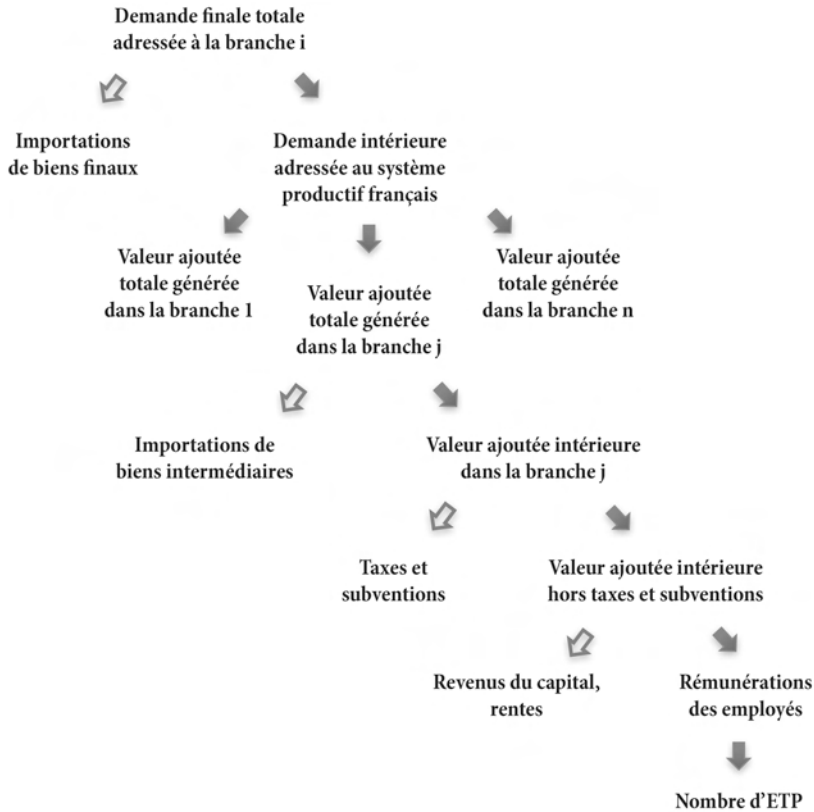 Demande finale totale
adressée à la branche i
Importations
de biens finaux
Demande intérieure
adressée au système
productif français
Valeur ajoutée
totale générée
dans la branche 1
Valeur ajoutée
totale générée
dans la branche j
Valeur ajoutée
totale générée
dans la branche n
Importations de
biens intermédiaires
Valeur ajoutée intérieure
dans la branche j
Taxes et
subventions
Valeur ajoutée intérieure
hors taxes et subventions
Revenus du capital,
rentes
Rémunérations
des employés
Nombre d'ETP